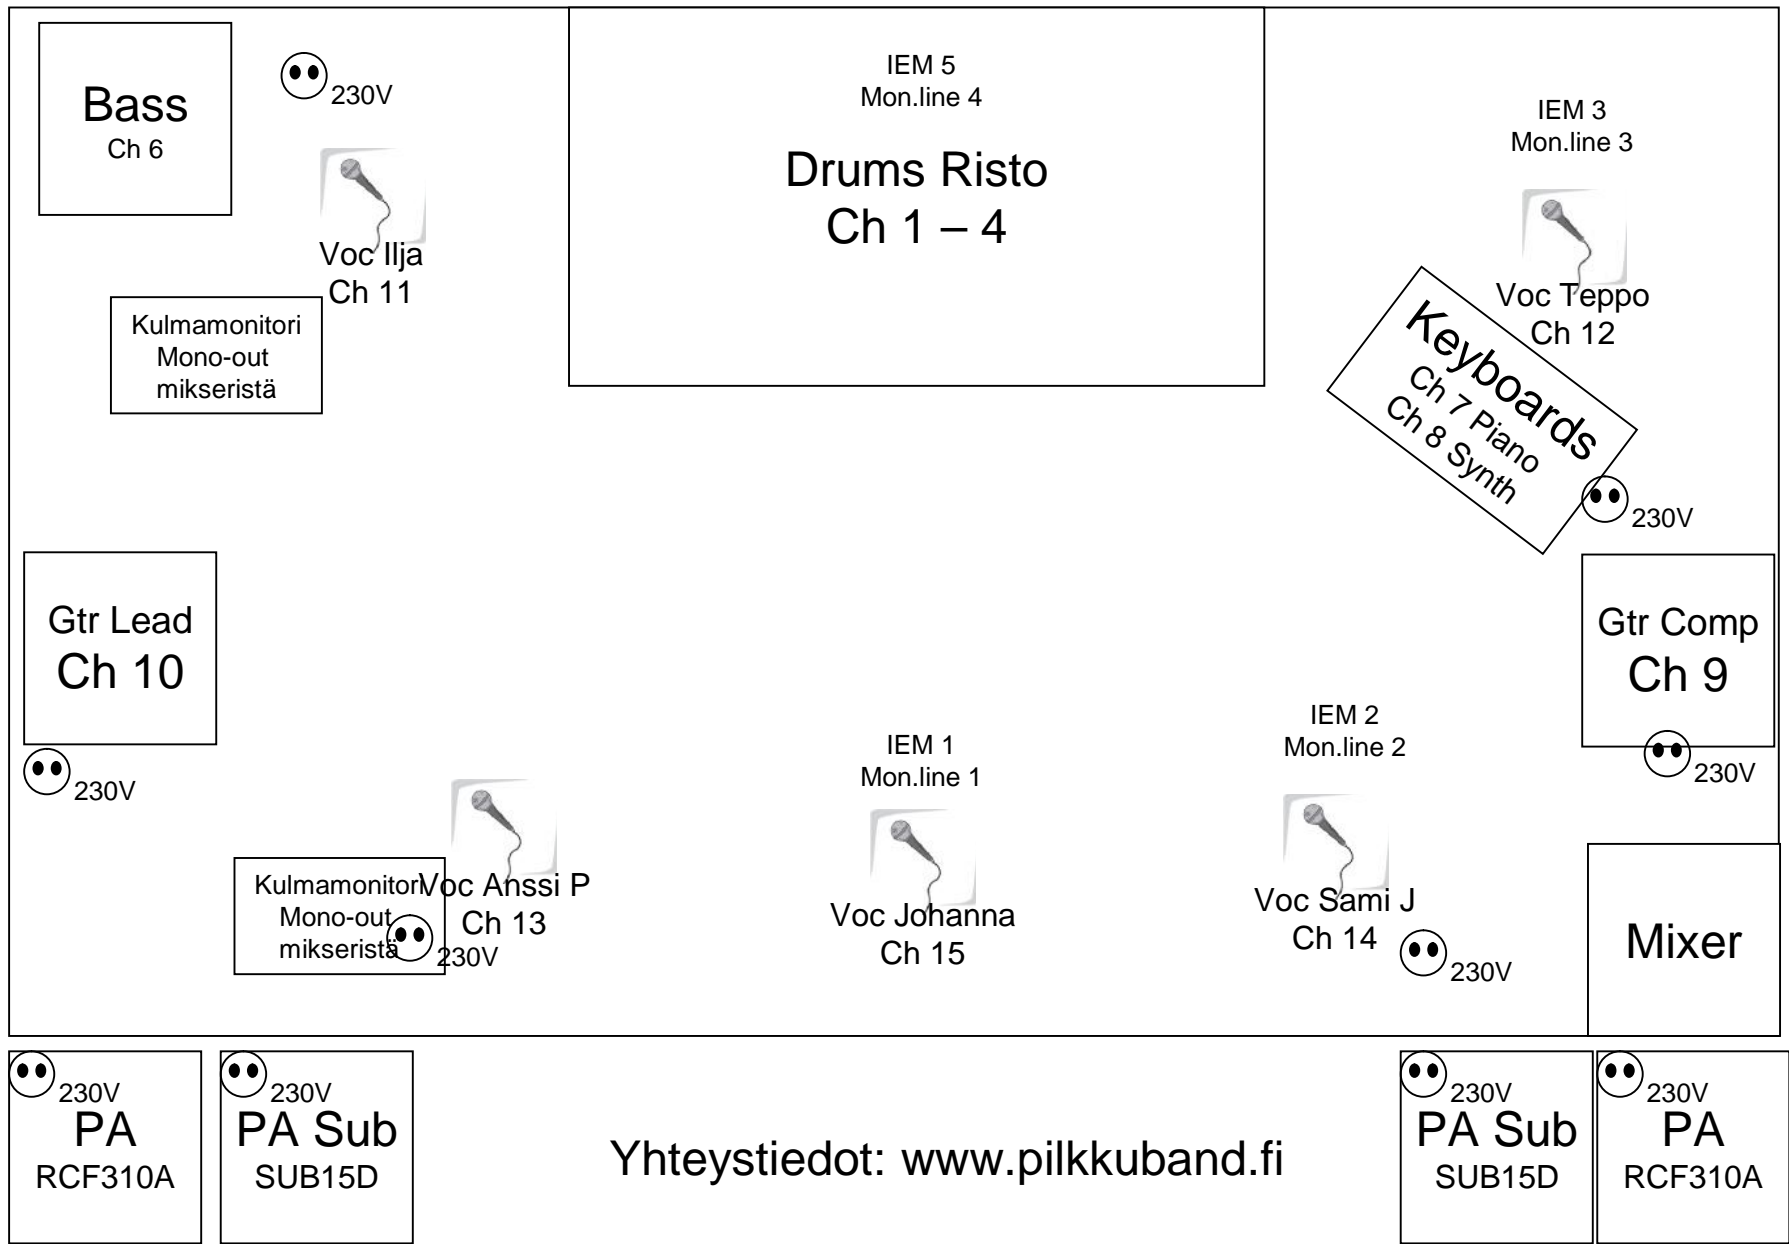 Bass
Ch 6
230V
Voc Ilja
Ch 11
Kulmamonitori
Mono-out
mikseristä
IEM 5
Mon.line 4
Drums Risto
Ch 1 – 4
IEM 3
Mon.line 3
Voc Teppo
Ch 12
Keyboards
Ch 7 Piano
Ch 8 Synth
230V
Gtr Lead
Ch 10
230V
Gtr Comp
Ch 9
230V
Kulmamonitori
Mono-out
mikseristä
Voc Anssi P
Ch 13
230V
IEM 1
Mon.line 1
Voc Johanna
Ch 15
IEM 2
Mon.line 2
Voc Sami J
Ch 14
230V
Mixer
230V
PA
RCF310A
230V
PA Sub
SUB15D
Yhteystiedot: www.pilkkuband.fi
230V
PA Sub
SUB15D
230V
PA
RCF310A